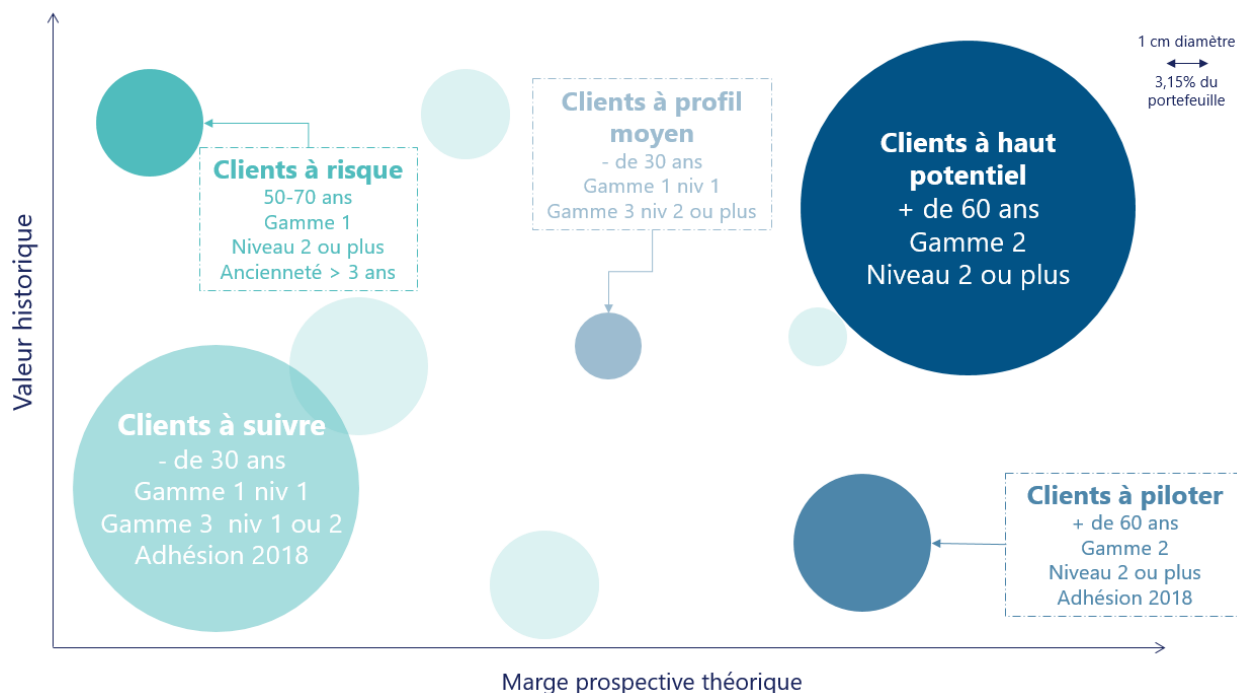 Valeur historique
1 cm diamètre
3,15% du
portefeuille
Clients à risque
50-70 ans
Gamme 1
Niveau 2 ou plus
Ancienneté > 3 ans
Clients à profil
moyen
- de 30 ans
Gamme 1 niv 1
Gamme 3 niv 2 ou plus
Clients à haut
potentiel
+ de 60 ans
Gamme 2
Niveau 2 ou plus
Clients à suivre
- de 30 ans
Gamme 1 niv 1
Gamme 3 niv 1 ou 2
Adhésion 2018
Clients à piloter
+ de 60 ans
Gamme 2
Niveau 2 ou plus
Adhésion 2018
Marge prospective théorique